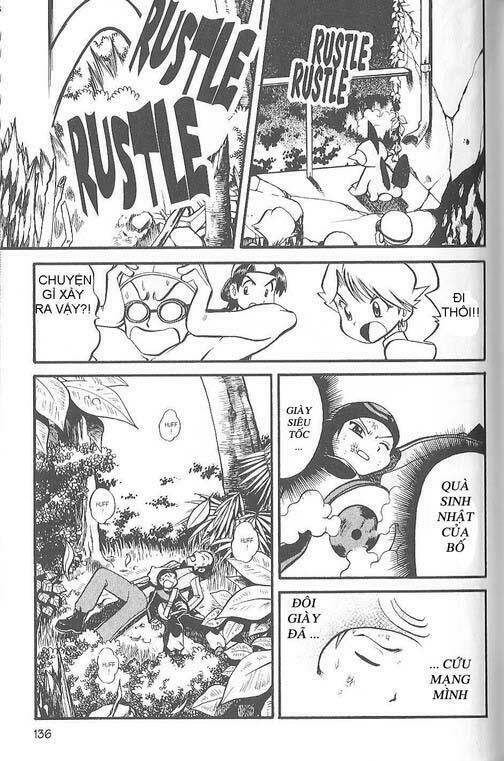 RUSTLE
RUSTLE
RUSTLE
RUSTLE
ĐI
THÔI!!
CHUYỆN
GÌ XẢY
RA VẬY?!
GIÀY SIÊU
TỐC
...
QUÀ
SINH
NHẬT
CỦA
BỐ
HUFF
!
HUFF
HUFF
HUFF
ĐÔI
GIÀY
ĐÃ ...
... CỨU
MẠNG
MÌNH
136